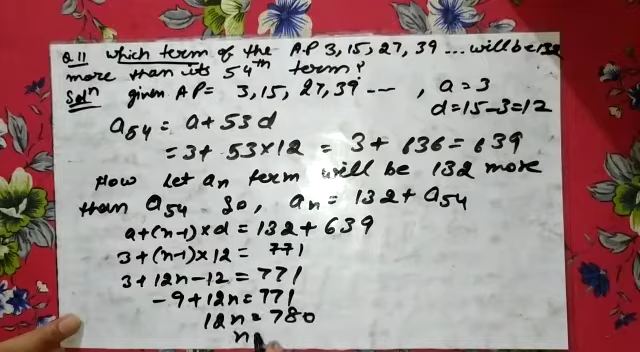 Q.11 which term of the A.P 3, 15, 27, 39 ... will be 132
more than its 54th term?
Solⁿ given AP = 3, 15, 27, 39 ---- , a = 3
d = 15-3 = 12
a54 = a + 53d
= 3 + 53×12 = 3 + 636 = 639
Now Let an term will be 132 more
than a54. So, an = 132 + a54
a+(n-1)×d = 132 + 639
3+(n-1)×12 = 771
3+12n-12 = 771
-9+12n = 771
12n = 780
n